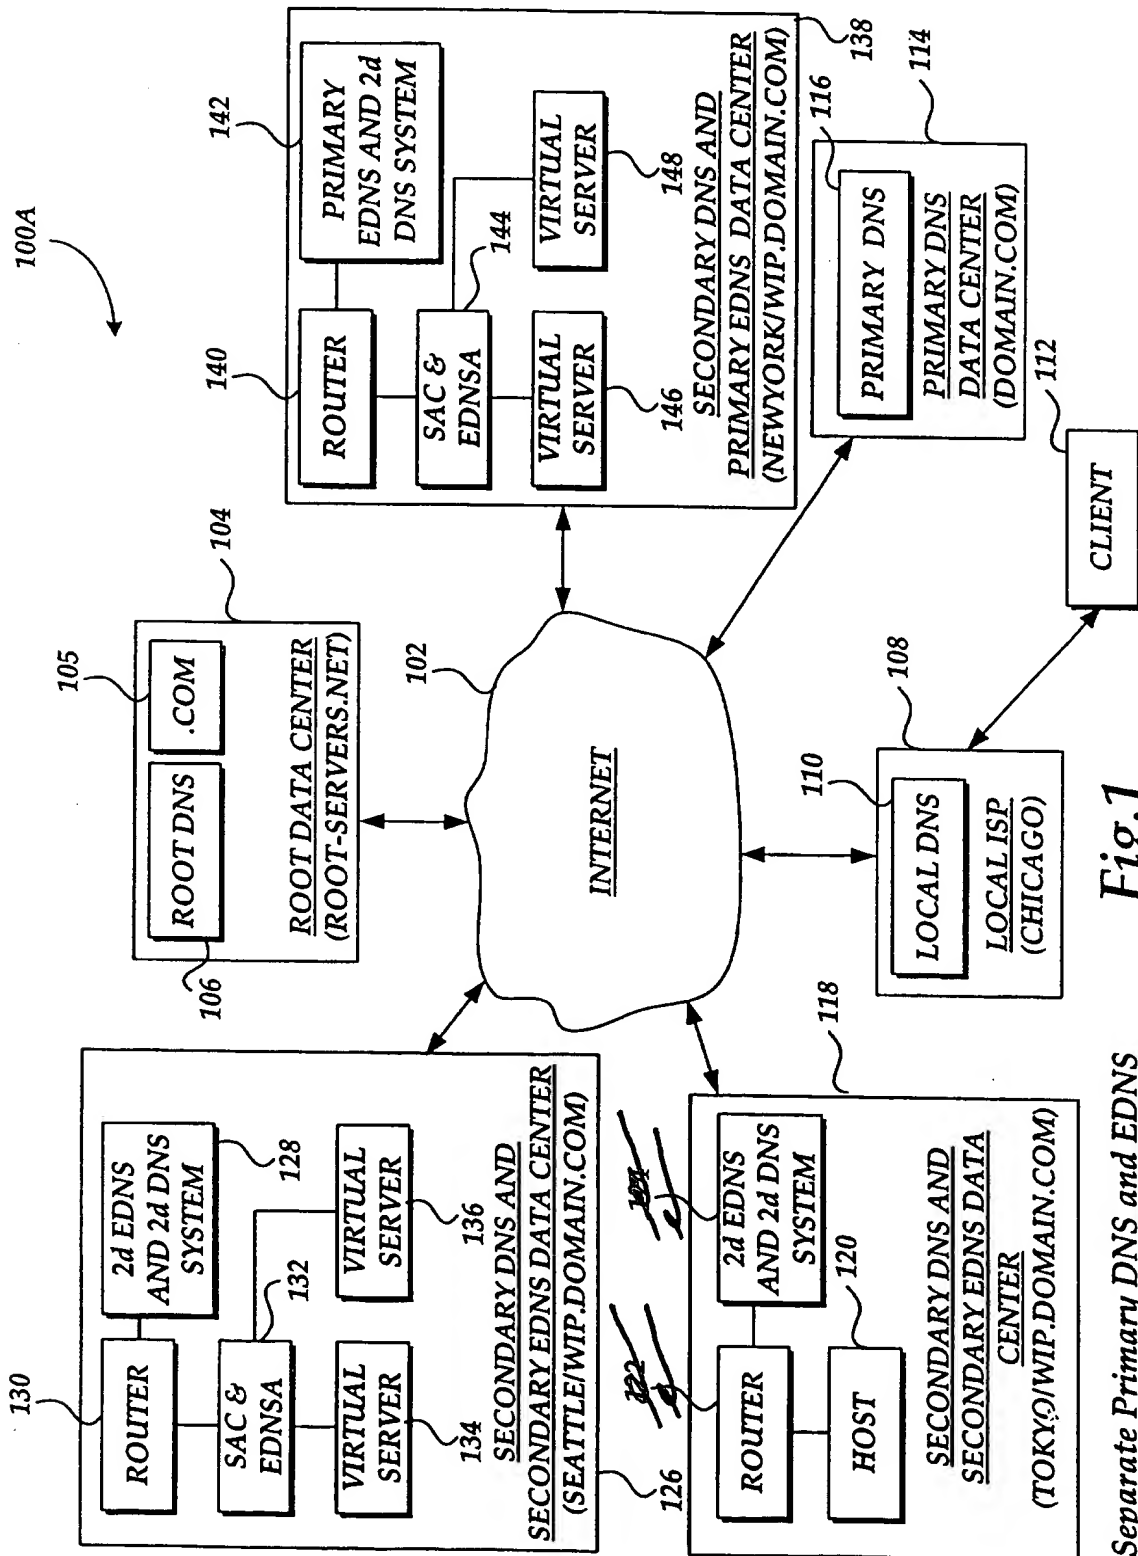 100A
130
ROUTER
2d EDNS
AND 2d DNS
SYSTEM
128
SAC &
EDNSA
132
VIRTUAL
SERVER
134
VIRTUAL
SERVER
136
SECONDARY DNS AND
SECONDARY EDNS DATA CENTER
(SEATTLE/WIP.DOMAIN.COM)
126
105
ROOT DNS
.COM
106
ROOT DATA CENTER
(ROOT-SERVERS.NET)
104
142
140
ROUTER
PRIMARY
EDNS AND 2d
DNS SYSTEM
SAC &
EDNSA
144
VIRTUAL
SERVER
146
VIRTUAL
SERVER
148
SECONDARY DNS AND
PRIMARY EDNS DATA CENTER
(NEWYORK/WIP.DOMAIN.COM)
138
102
INTERNET
122
ROUTER
2d EDNS
AND 2d DNS
SYSTEM
HOST
120
SECONDARY DNS AND
SECONDARY EDNS DATA
CENTER
(TOKYO/WIP.DOMAIN.COM)
118
110
LOCAL DNS
LOCAL ISP
(CHICAGO)
108
116
PRIMARY DNS
PRIMARY DNS
DATA CENTER
(DOMAIN.COM)
114
112
CLIENT
Separate Primary DNS and EDNS
Fig.1